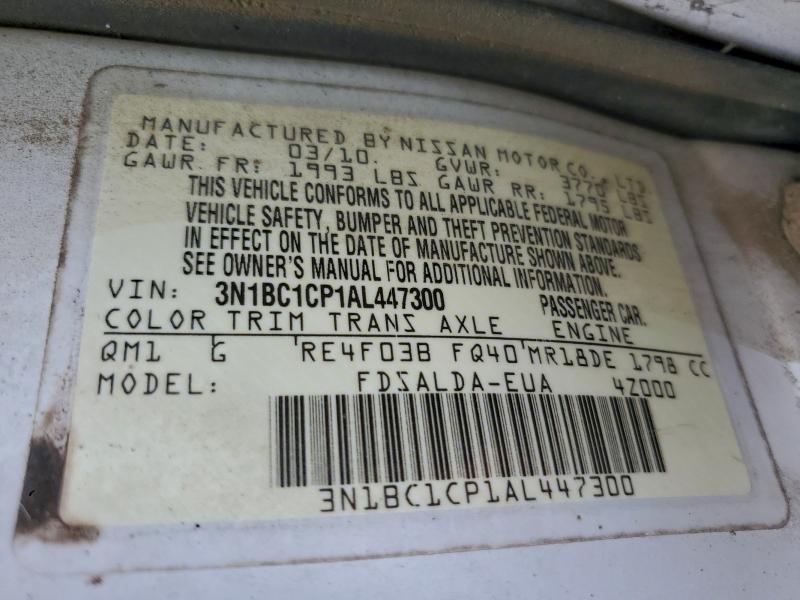 MANUFACTURED BY NISSAN MOTOR CO., LTD
DATE: 03/10. GVWR: 3770 LBS
GAWR FR: 1993 LBS GAWR RR: 1795 LBS
THIS VEHICLE CONFORMS TO ALL APPLICABLE FEDERAL MOTOR
VEHICLE SAFETY, BUMPER AND THEFT PREVENTION STANDARDS
IN EFFECT ON THE DATE OF MANUFACTURE SHOWN ABOVE.
SEE OWNER'S MANUAL FOR ADDITIONAL INFORMATION.
VIN: 3N1BC1CP1AL447300 PASSENGER CAR.
COLOR TRIM TRANS AXLE ENGINE
QM1 G RE4F03B FQ40 MR18DE 1798 CC
MODEL: FDSALDA-EUA 4Z000
3N1BC1CP1AL447300